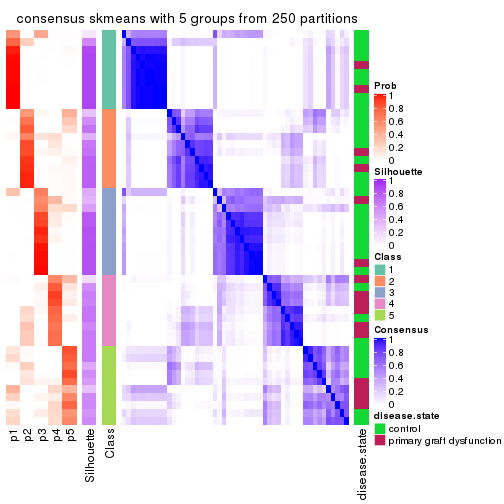 consensus skmeans with 5 groups from 250 partitions
Prob
1
0.8
0.6
0.4
0.2
0
Silhouette
1
0.8
0.6
0.4
0.2
0
Class
1
2
3
4
5
Consensus
1
0.8
0.6
0.4
0.2
0
disease.state
control
primary graft dysfunction
p1
p2
p3
p4
p5
Silhouette
Class
disease.state